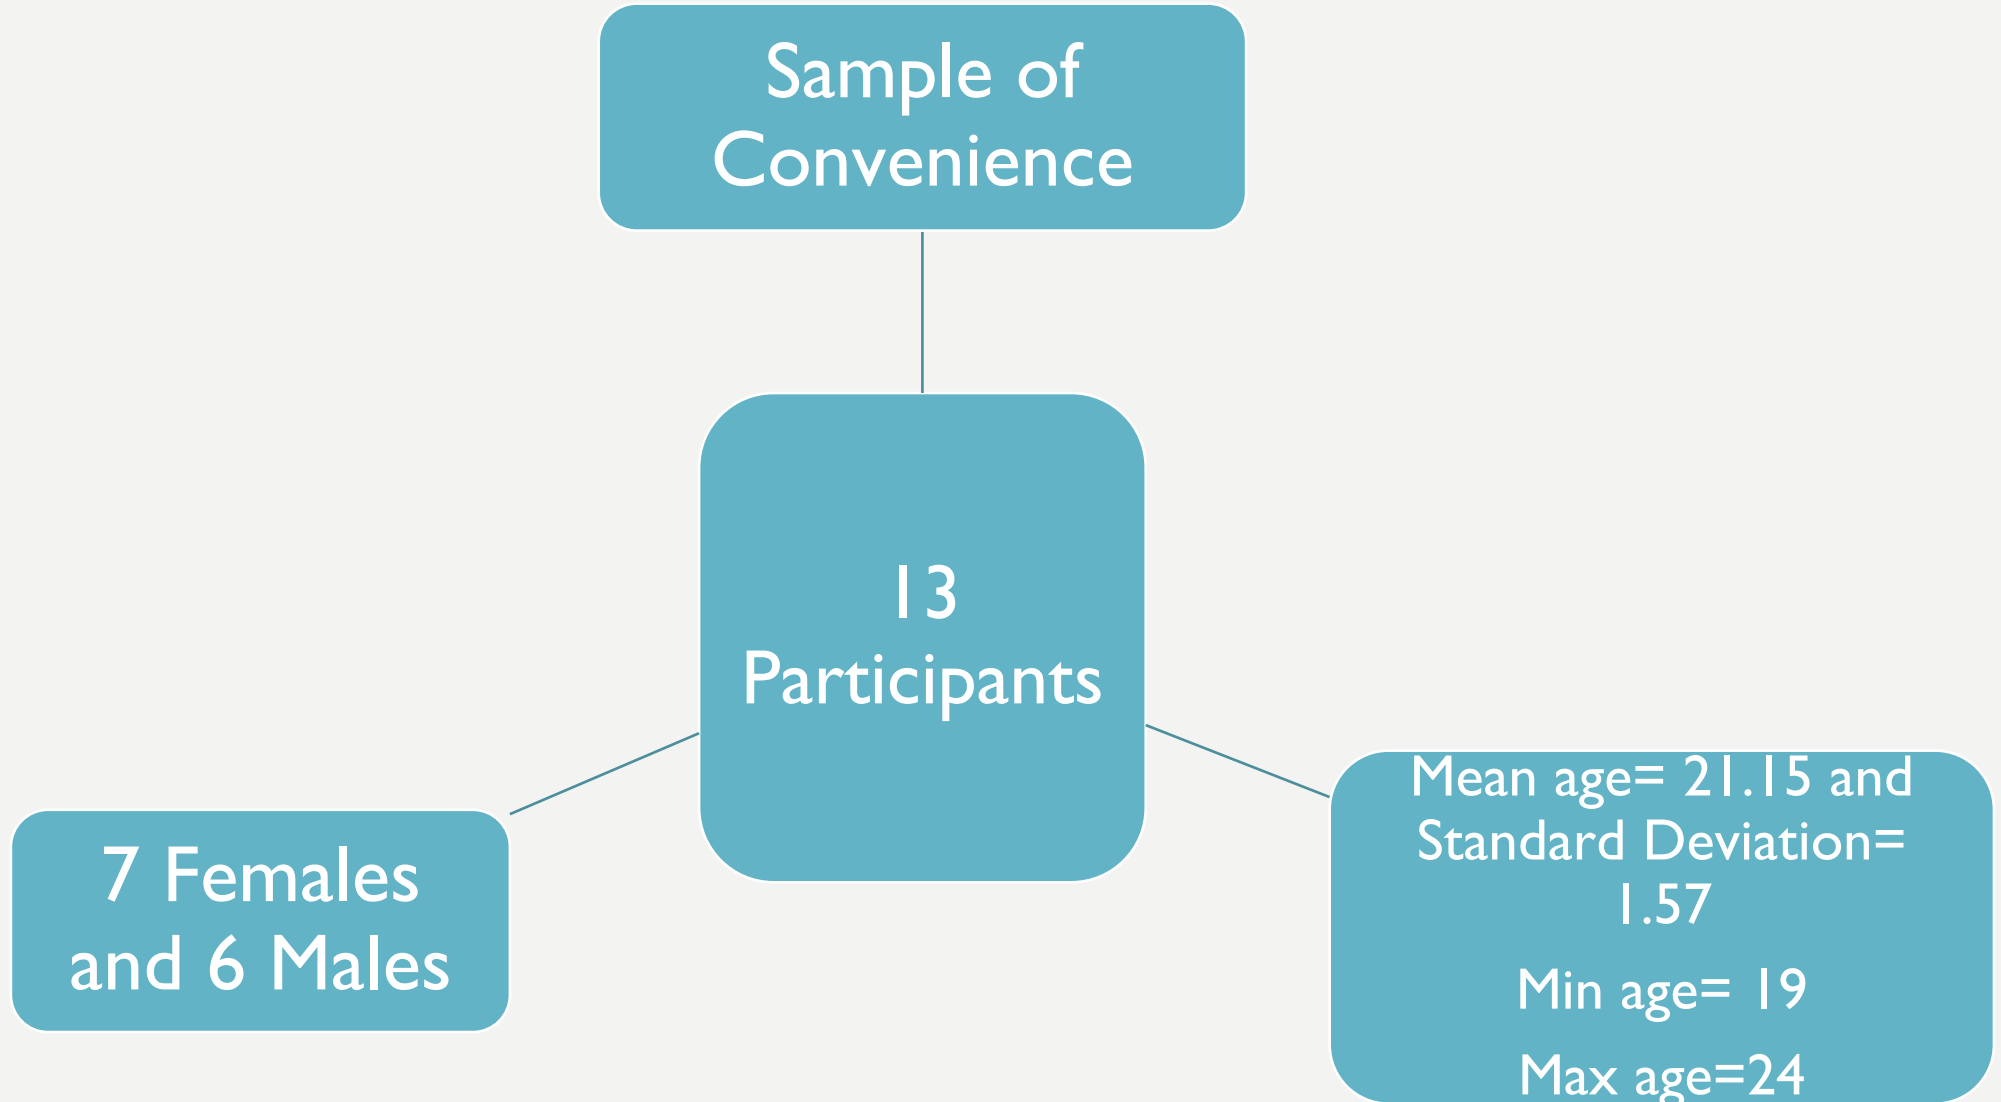 Sample of
Convenience
13
Participants
7 Females
and 6 Males
Mean age= 21.15 and
Standard Deviation=
1.57
Min age= 19
Max age=24